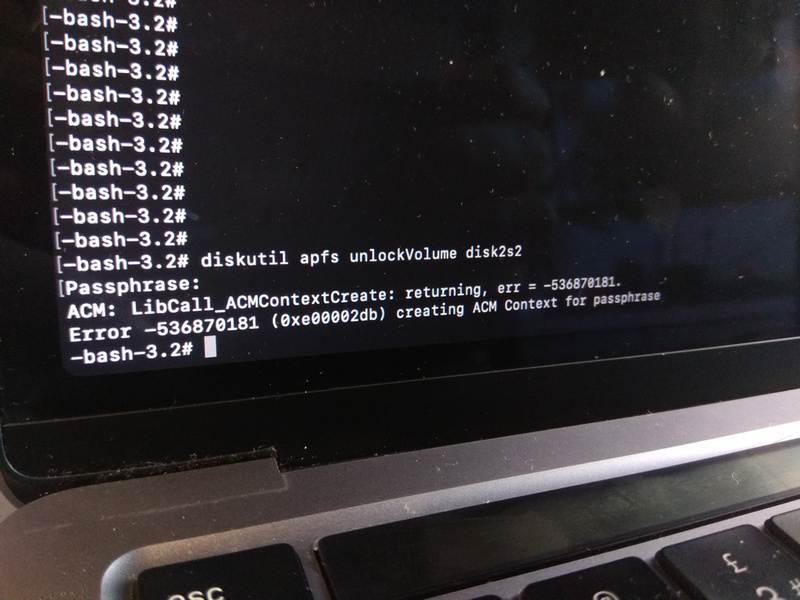 [-bash-3.2#
[-bash-3.2#
[-bash-3.2#
[-bash-3.2#
[-bash-3.2#
[-bash-3.2#
[-bash-3.2#
[-bash-3.2#
[-bash-3.2#
[-bash-3.2#
[-bash-3.2# diskutil apfs unlockVolume disk2s2
[Passphrase:
ACM: LibCall_ACMContextCreate: returning, err = -536870181.
Error -536870181 (0xe00002db) creating ACM Context for passphrase
-bash-3.2#
esc
£
3 #